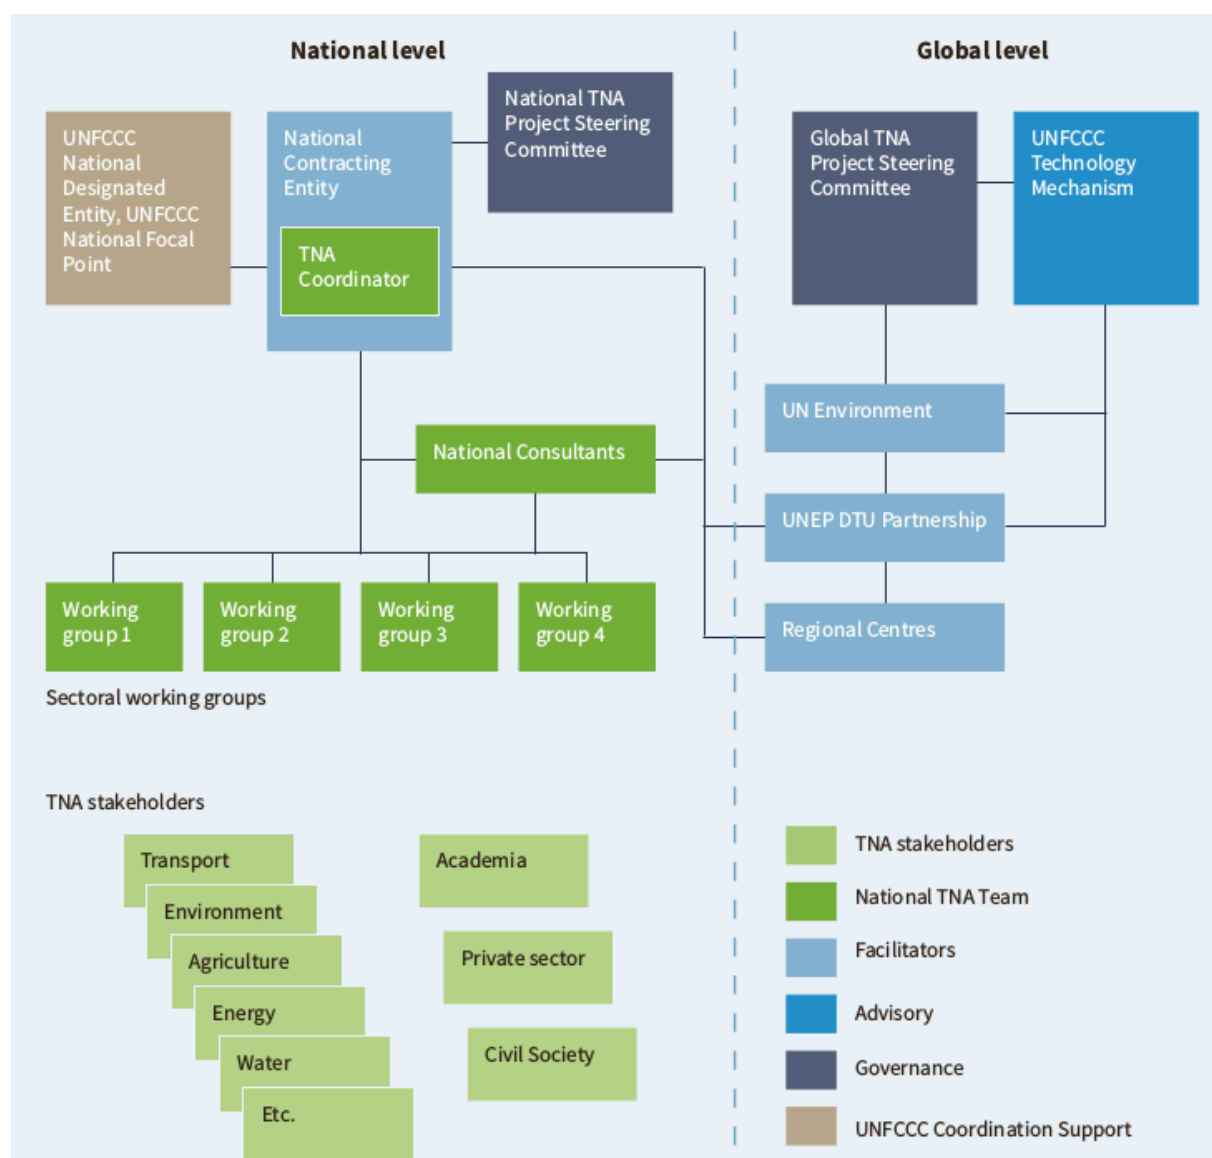 National level
Global level
UNFCCC
National
Designated
Entity, UNFCCC
National Focal
Point
National
Contracting
Entity
TNA
Coordinator
National TNA
Project Steering
Committee
Global TNA
Project Steering
Committee
UNFCCC
Technology
Mechanism
UN Environment
National Consultants
UNEP DTU Partnership
Regional Centres
Working
group 1
Working
group 2
Working
group 3
Working
group 4
Sectoral working groups
TNA stakeholders
Transport
Environment
Agriculture
Energy
Water
Etc.
Academia
Private sector
Civil Society
TNA stakeholders
National TNA Team
Facilitators
Advisory
Governance
UNFCCC Coordination Support